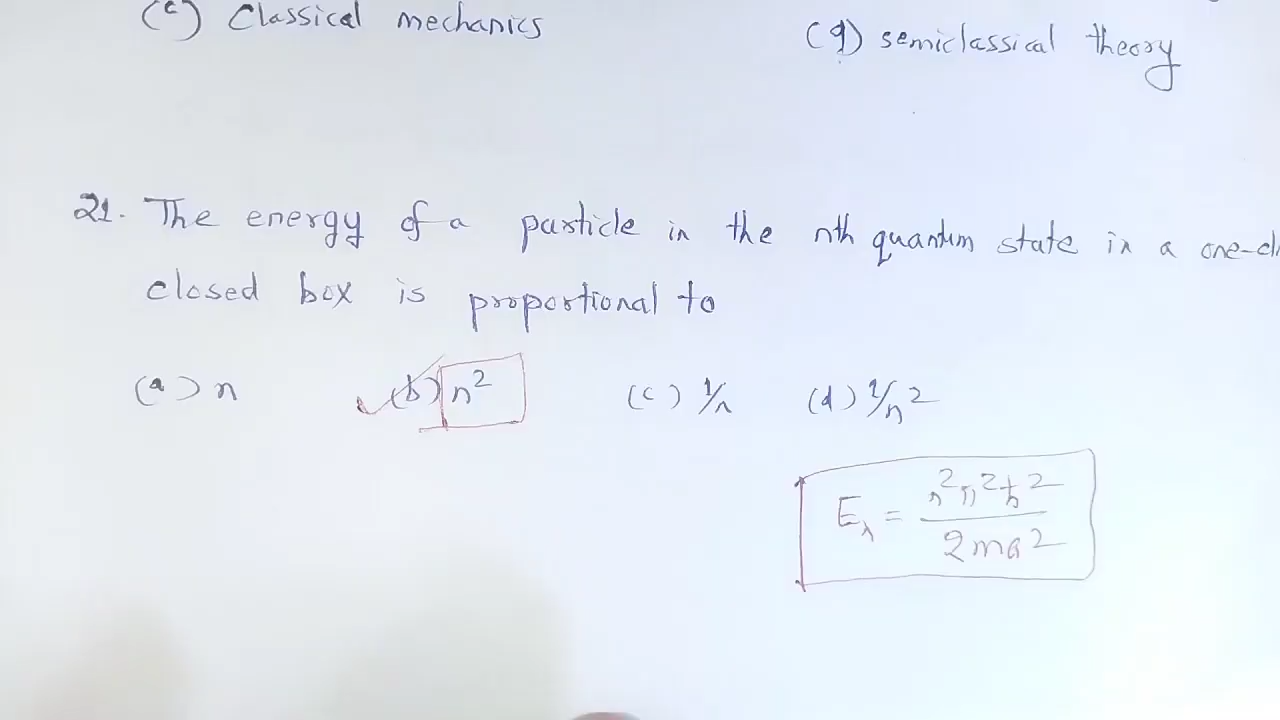 (c) Classical mechanics
(d) semiclassical theory
21. The energy of a particle in the nth quantum state in a one-di
closed box is proportional to
(a) n (b) n² (c) 1/n (d) 1/n²
Eₙ = n²π²ħ² / 2ma²